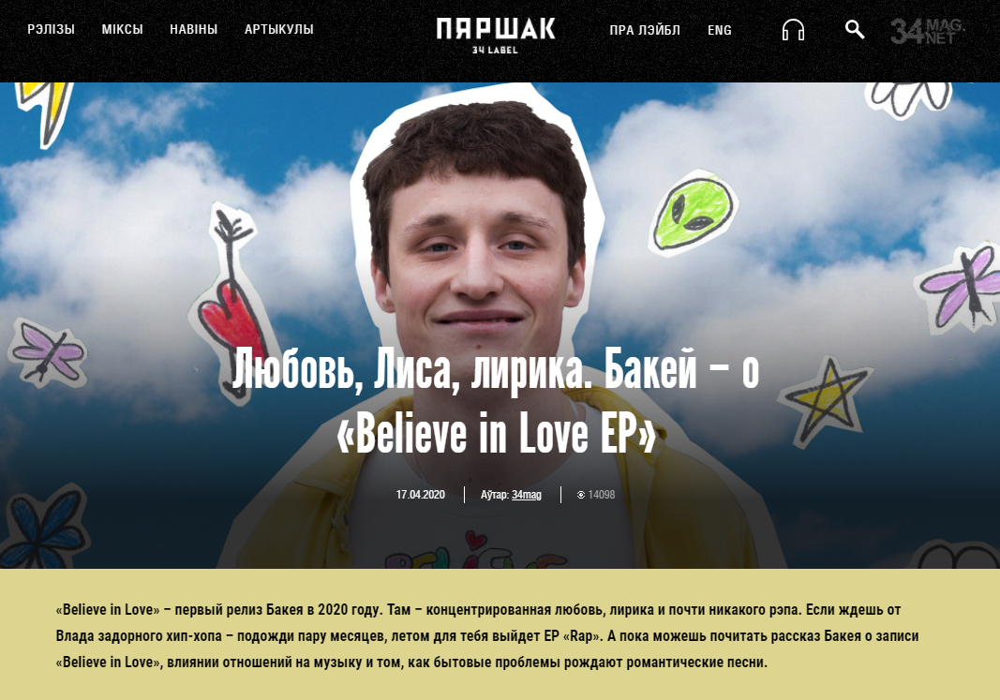 РЭЛІЗЫ МІКСЫ НАВІНЫ АРТЫКУЛЫ ПЯРШАК ПРА ЛЭЙБЛ ENG 34 MAG.
NET
34 LABEL
Любовь, Лиса, лирика. Бакей – о
«Believe in Love EP»
17.04.2020 Аўтар: 34mag 14098
BELIEVE
«Believe in Love» – первый релиз Бакея в 2020 году. Там – концентрированная любовь, лирика и почти никакого рэпа. Если ждешь от
Влада задорного хип-хопа – подожди пару месяцев, летом для тебя выйдет EP «Rap». А пока можешь почитать рассказ Бакея о записи
«Believe in Love», влиянии отношений на музыку и том, как бытовые проблемы рождают романтические песни.